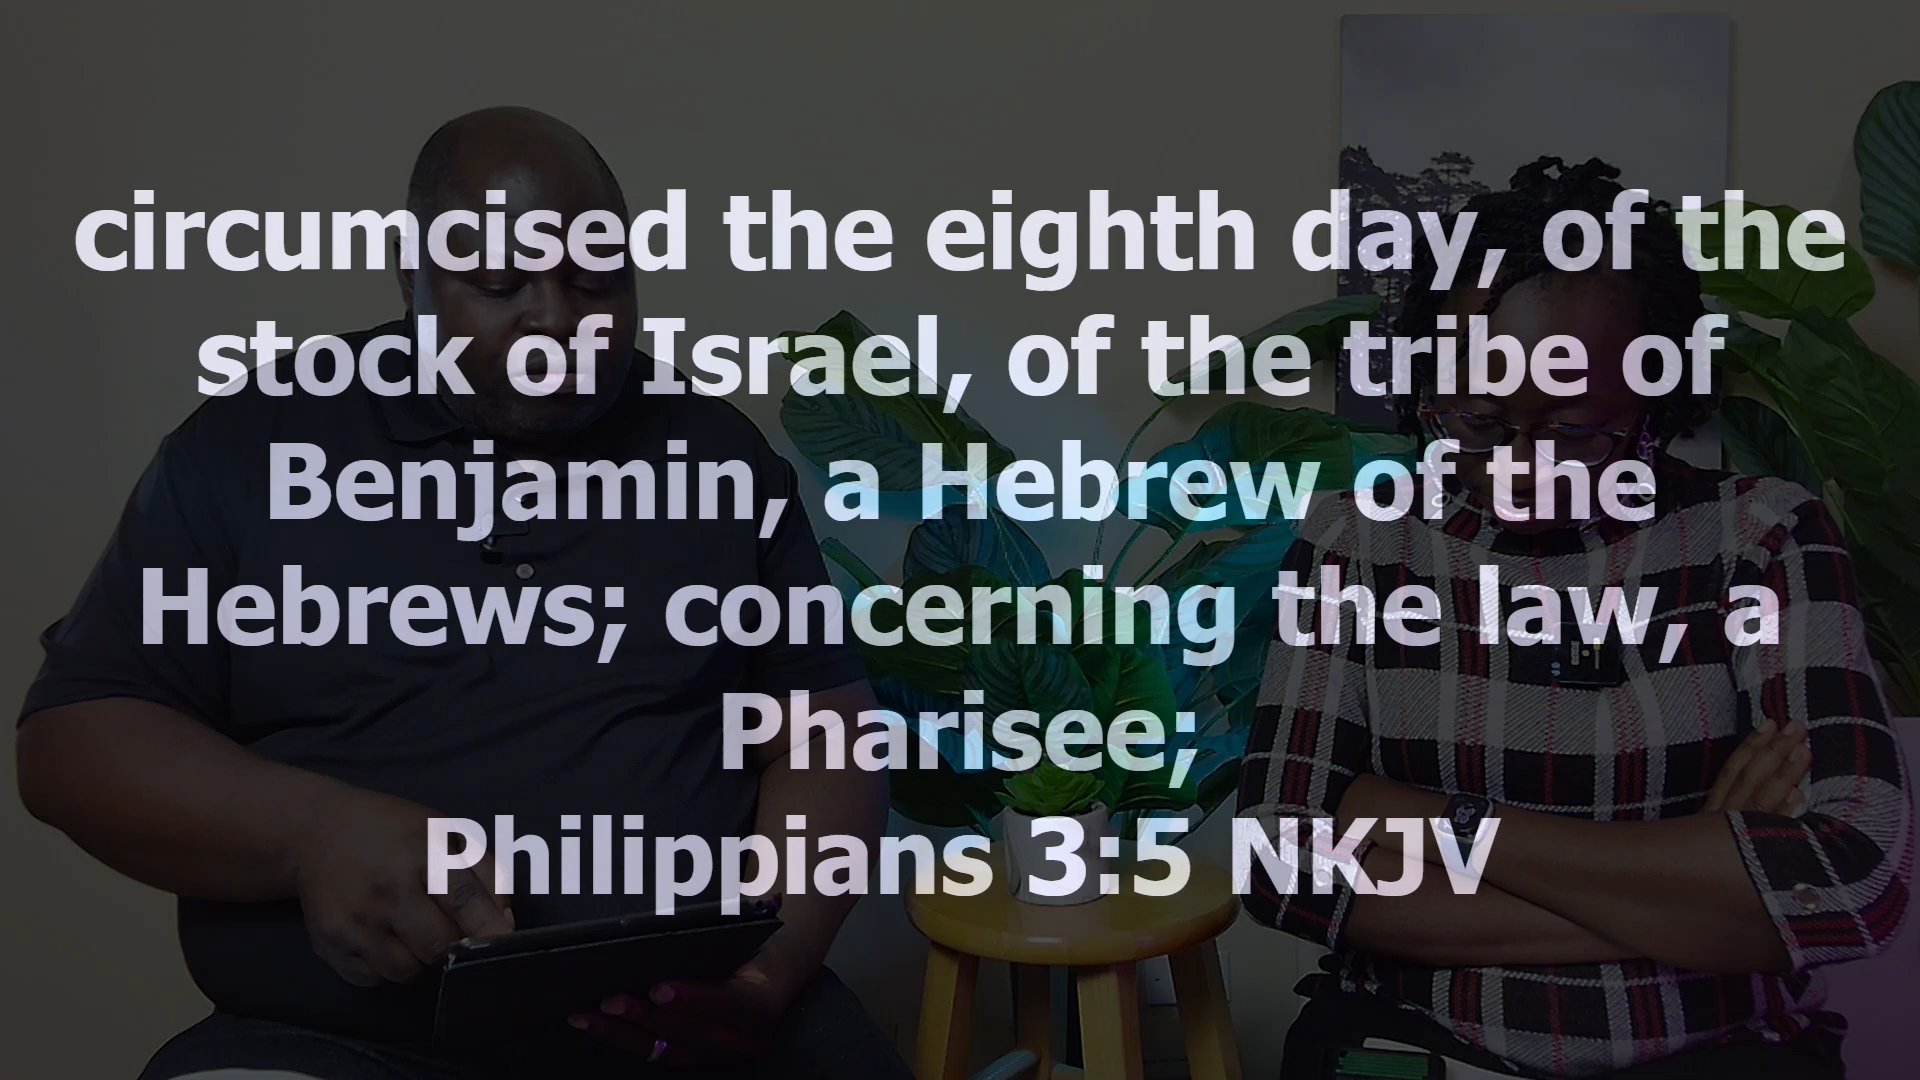 circumcised the eighth day, of the
stock of Israel, of the tribe of
Benjamin, a Hebrew of the
Hebrews; concerning the law, a
Pharisee;
Philippians 3:5 NKJV